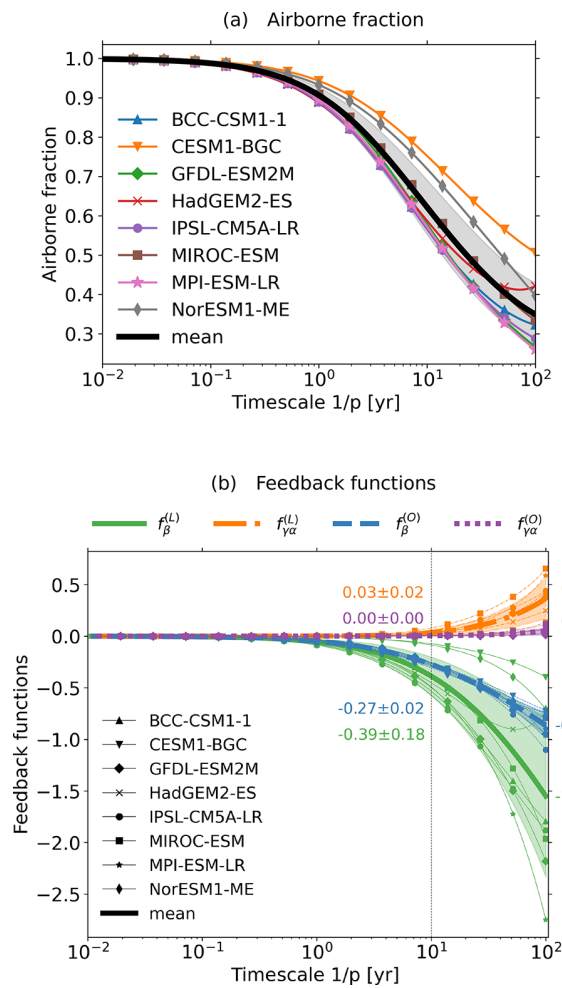 (a) Airborne fraction
1.0
0.9
0.8
0.7
0.6
0.5
0.4
0.3
Airborne fraction
BCC-CSM1-1
CESM1-BGC
GFDL-ESM2M
HadGEM2-ES
IPSL-CM5A-LR
MIROC-ESM
MPI-ESM-LR
NorESM1-ME
mean
10⁻² 10⁻¹ 10⁰ 10¹ 10²
Timescale 1/p [yr]
(b) Feedback functions
f_β^(L) f_γα^(L) f_β^(O) f_γα^(O)
0.5
0.0
−0.5
−1.0
−1.5
−2.0
−2.5
Feedback functions
0.03±0.02
0.00±0.00
-0.27±0.02
-0.39±0.18
BCC-CSM1-1
CESM1-BGC
GFDL-ESM2M
HadGEM2-ES
IPSL-CM5A-LR
MIROC-ESM
MPI-ESM-LR
NorESM1-ME
mean
10⁻² 10⁻¹ 10⁰ 10¹ 10²
Timescale 1/p [yr]